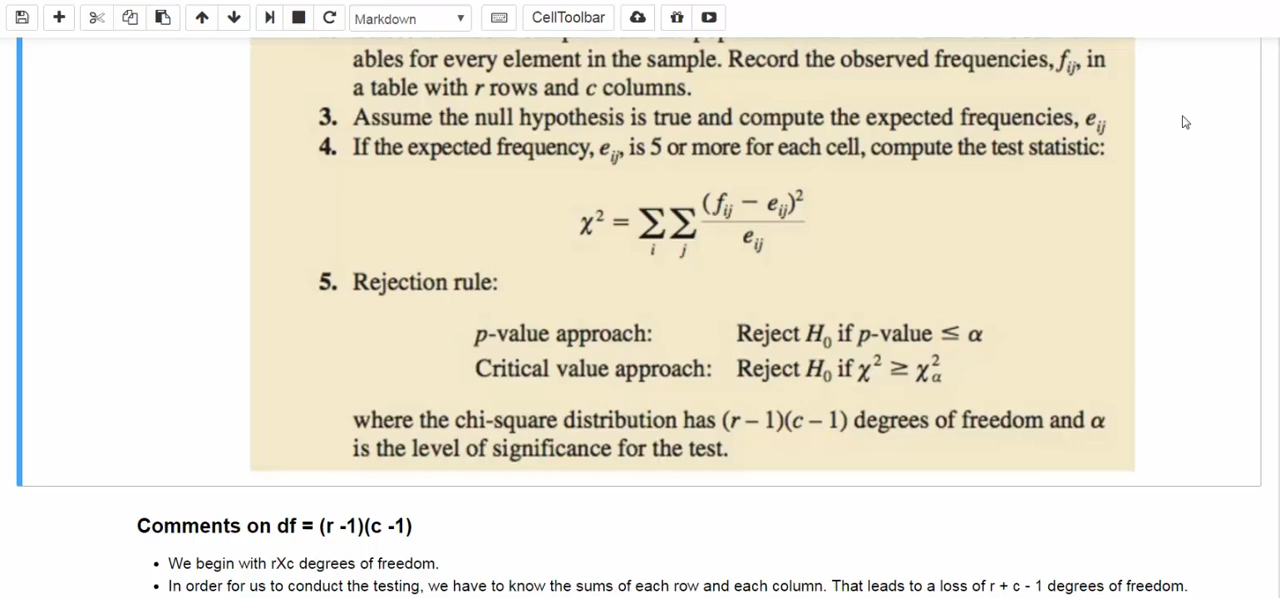 Markdown
CellToolbar
ables for every element in the sample. Record the observed frequencies, fij, in
a table with r rows and c columns.
3. Assume the null hypothesis is true and compute the expected frequencies, eij
4. If the expected frequency, eij, is 5 or more for each cell, compute the test statistic:
χ² = Σi Σj (fij − eij)² / eij
5. Rejection rule:
p-value approach: Reject H₀ if p-value ≤ α
Critical value approach: Reject H₀ if χ² ≥ χ²α
where the chi-square distribution has (r – 1)(c – 1) degrees of freedom and α
is the level of significance for the test.
Comments on df = (r -1)(c -1)
• We begin with rXc degrees of freedom.
• In order for us to conduct the testing, we have to know the sums of each row and each column. That leads to a loss of r + c - 1 degrees of freedom.